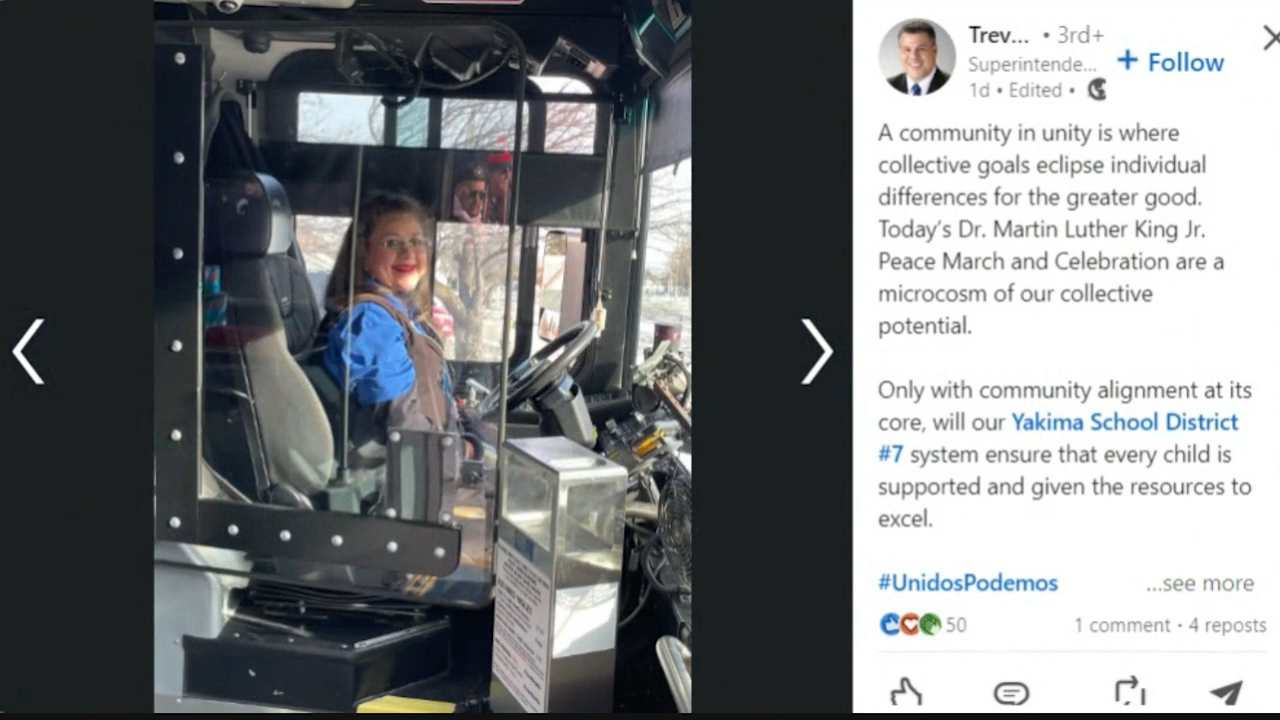 Trev... • 3rd+
Superintende...
+ Follow
1d • Edited •
A community in unity is where
collective goals eclipse individual
differences for the greater good.
Today's Dr. Martin Luther King Jr.
Peace March and Celebration are a
microcosm of our collective
potential.
Only with community alignment at its
core, will our Yakima School District
#7 system ensure that every child is
supported and given the resources to
excel.
#UnidosPodemos ...see more
50 1 comment • 4 reposts